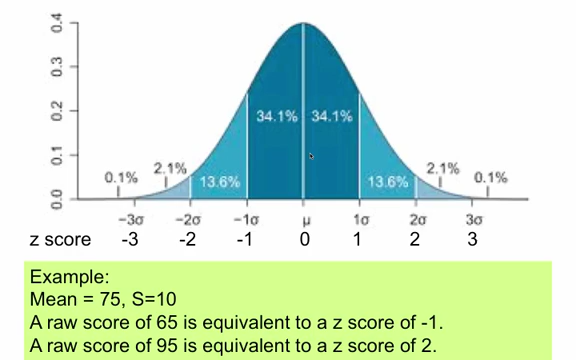 0.4
0.3
0.2
0.1
0.0
34.1% 34.1%
0.1% 2.1% 13.6% 13.6% 2.1% 0.1%
−3σ −2σ −1σ μ 1σ 2σ 3σ
z score -3 -2 -1 0 1 2 3
Example:
Mean = 75, S=10
A raw score of 65 is equivalent to a z score of -1.
A raw score of 95 is equivalent to a z score of 2.